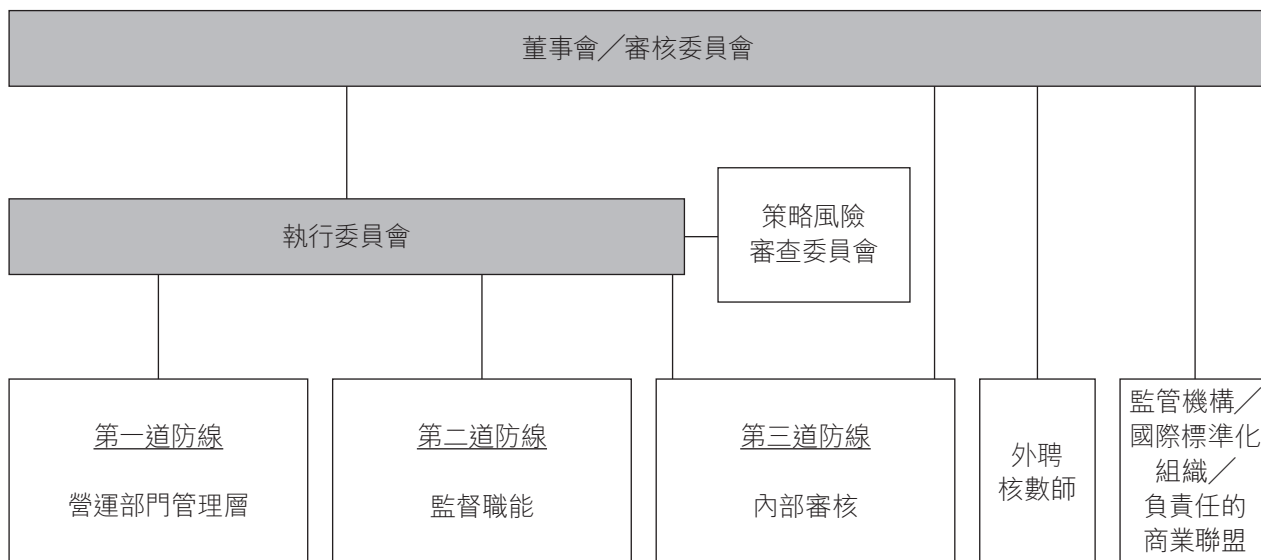 董事會／審核委員會
執行委員會
策略風險
審查委員會
第一道防線
營運部門管理層
第二道防線
監督職能
第三道防線
內部審核
外聘
核數師
監管機構／
國際標準化
組織／
負責任的
商業聯盟